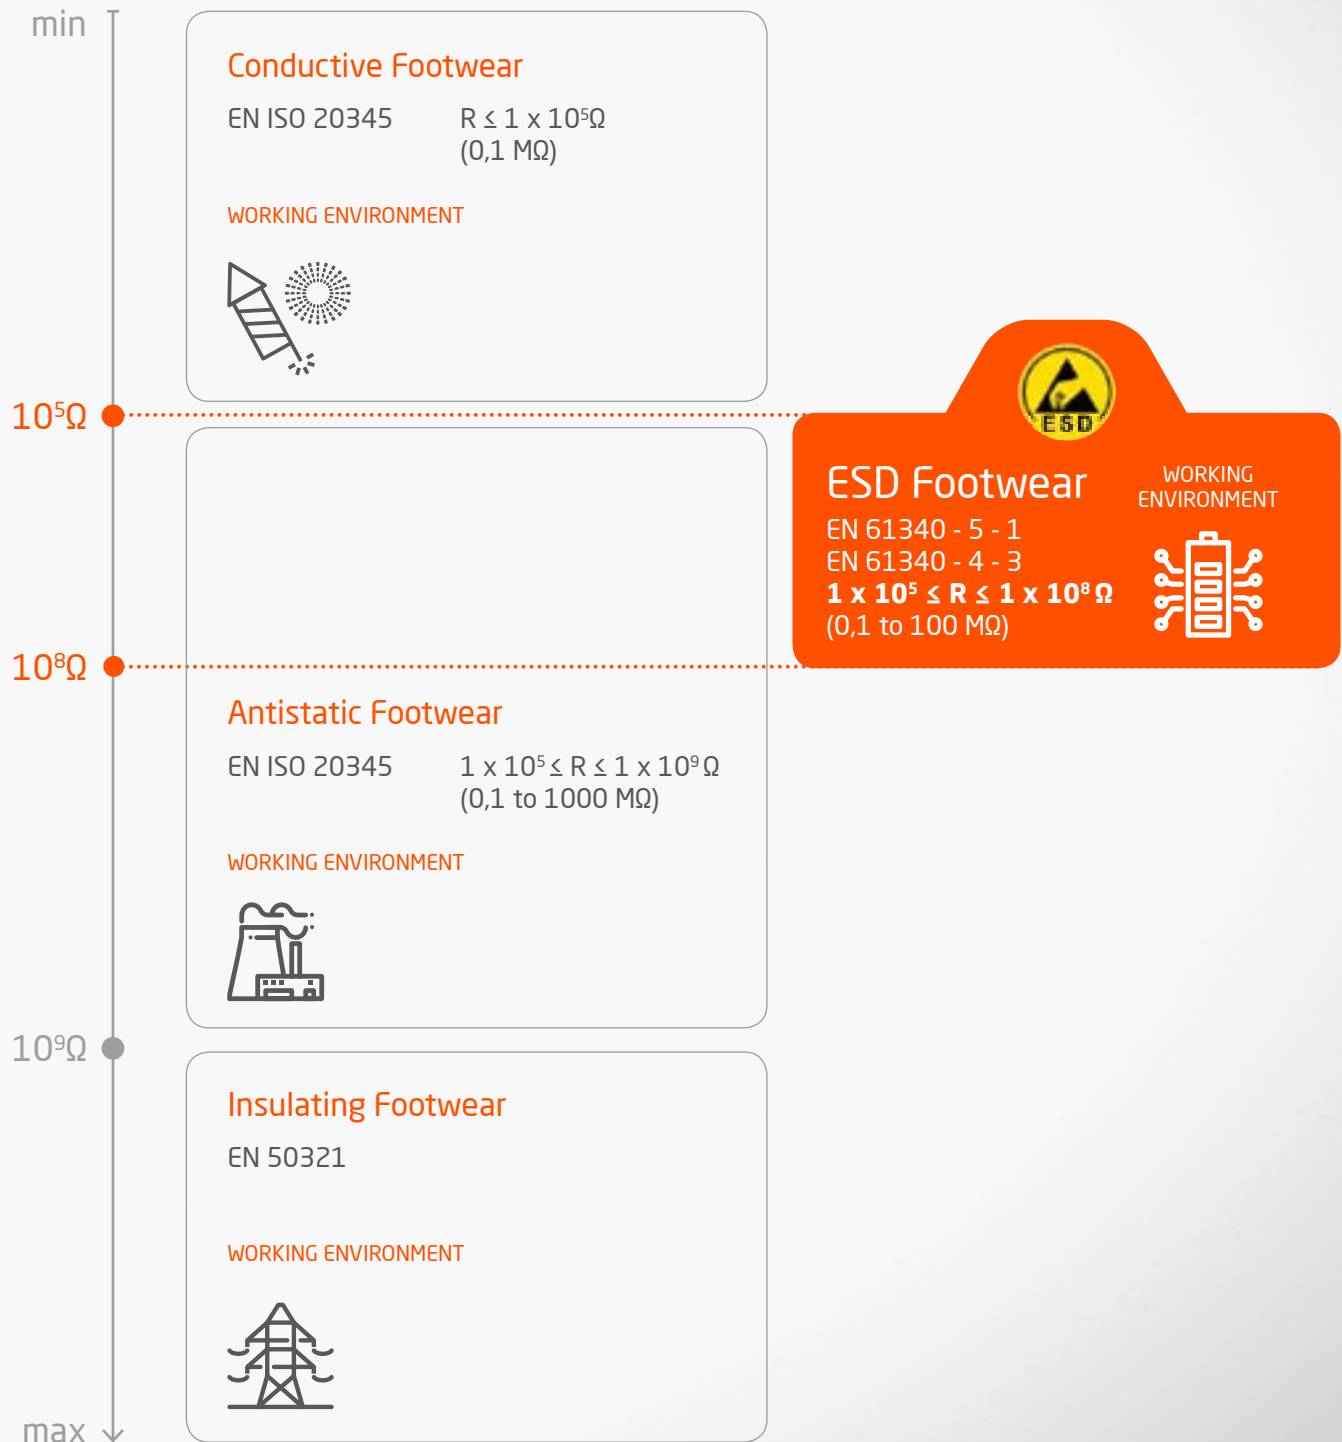 min
Conductive Footwear
EN ISO 20345 R ≤ 1 x 10⁵Ω
(0,1 MΩ)
WORKING ENVIRONMENT
10⁵Ω
ESD
ESD Footwear
WORKING
ENVIRONMENT
EN 61340 - 5 - 1
EN 61340 - 4 - 3
1 x 10⁵ ≤ R ≤ 1 x 10⁸ Ω
(0,1 to 100 MΩ)
10⁸Ω
Antistatic Footwear
EN ISO 20345 1 x 10⁵ ≤ R ≤ 1 x 10⁹ Ω
(0,1 to 1000 MΩ)
WORKING ENVIRONMENT
10⁹Ω
Insulating Footwear
EN 50321
WORKING ENVIRONMENT
max